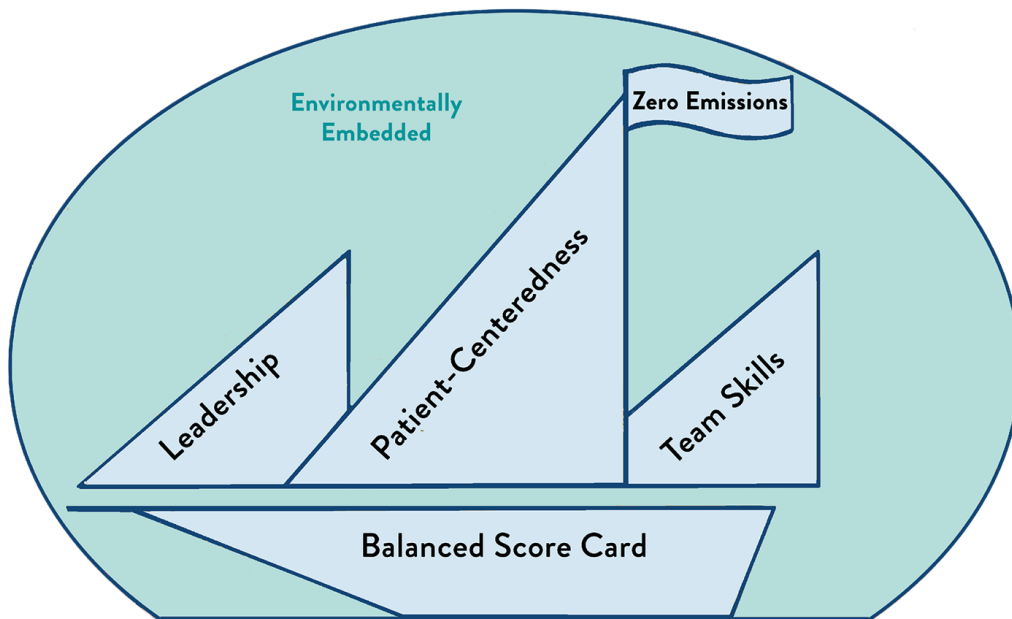 Environmentally
Embedded
Zero Emissions
Leadership
Patient-Centeredness
Team Skills
Balanced Score Card